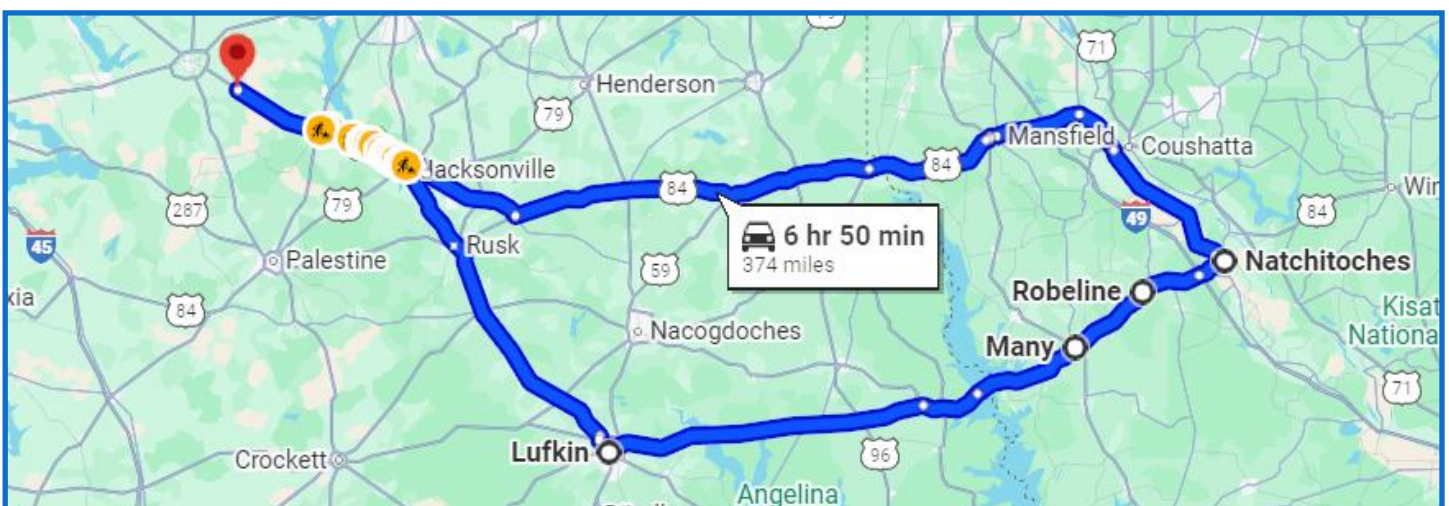 71
Henderson
79
Mansfield
Coushatta
84
Jacksonville
84
Win
287
79
49
84
45
Rusk
6 hr 50 min
374 miles
Palestine
59
Natchitoches
Robeline
xia
84
Kisat
Nationa
Nacogdoches
Many
71
Lufkin
Crockett
96
Angelina